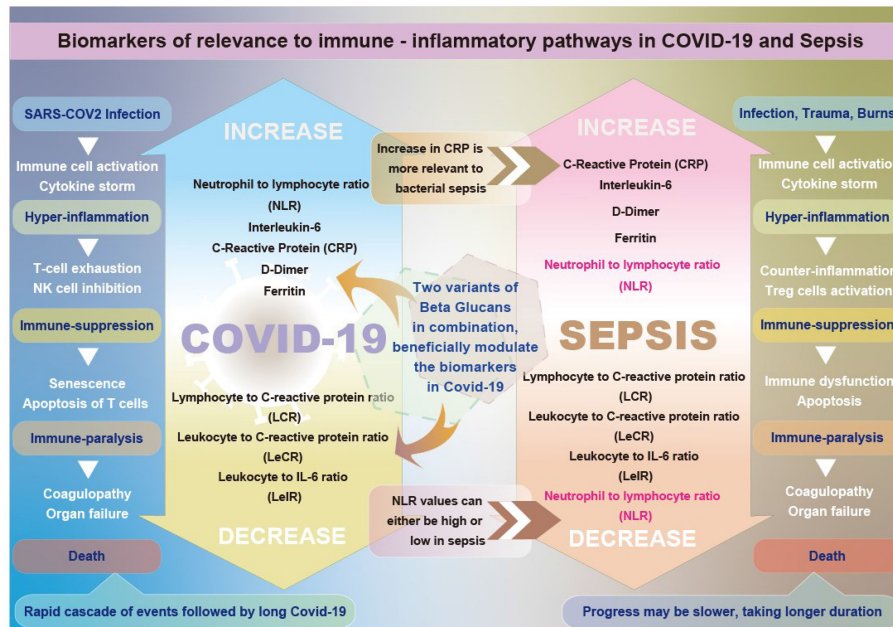 Biomarkers of relevance to immune - inflammatory pathways in COVID-19 and Sepsis
SARS-COV2 Infection
Immune cell activation
Cytokine storm
Hyper-inflammation
T-cell exhaustion
NK cell inhibition
Immune-suppression
Senescence
Apoptosis of T cells
Immune-paralysis
Coagulopathy
Organ failure
Death
Rapid cascade of events followed by long Covid-19
INCREASE
Neutrophil to lymphocyte ratio
(NLR)
Interleukin-6
C-Reactive Protein (CRP)
D-Dimer
Ferritin
COVID-19
Lymphocyte to C-reactive protein ratio
(LCR)
Leukocyte to C-reactive protein ratio
(LeCR)
Leukocyte to IL-6 ratio
(LeIR)
DECREASE
Increase in CRP is
more relevant to
bacterial sepsis
Two variants of
Beta Glucans
in combination,
beneficially modulate
the biomarkers
in Covid-19
NLR values can
either be high or
low in sepsis
INCREASE
C-Reactive Protein (CRP)
Interleukin-6
D-Dimer
Ferritin
Neutrophil to lymphocyte ratio
(NLR)
SEPSIS
Lymphocyte to C-reactive protein ratio
(LCR)
Leukocyte to C-reactive protein ratio
(LeCR)
Leukocyte to IL-6 ratio
(LeIR)
Neutrophil to lymphocyte ratio
(NLR)
DECREASE
Infection, Trauma, Burns
Immune cell activation
Cytokine storm
Hyper-inflammation
Counter-inflammation
Treg cells activation
Immune-suppression
Immune dysfunction
Apoptosis
Immune-paralysis
Coagulopathy
Organ failure
Death
Progress may be slower, taking longer duration